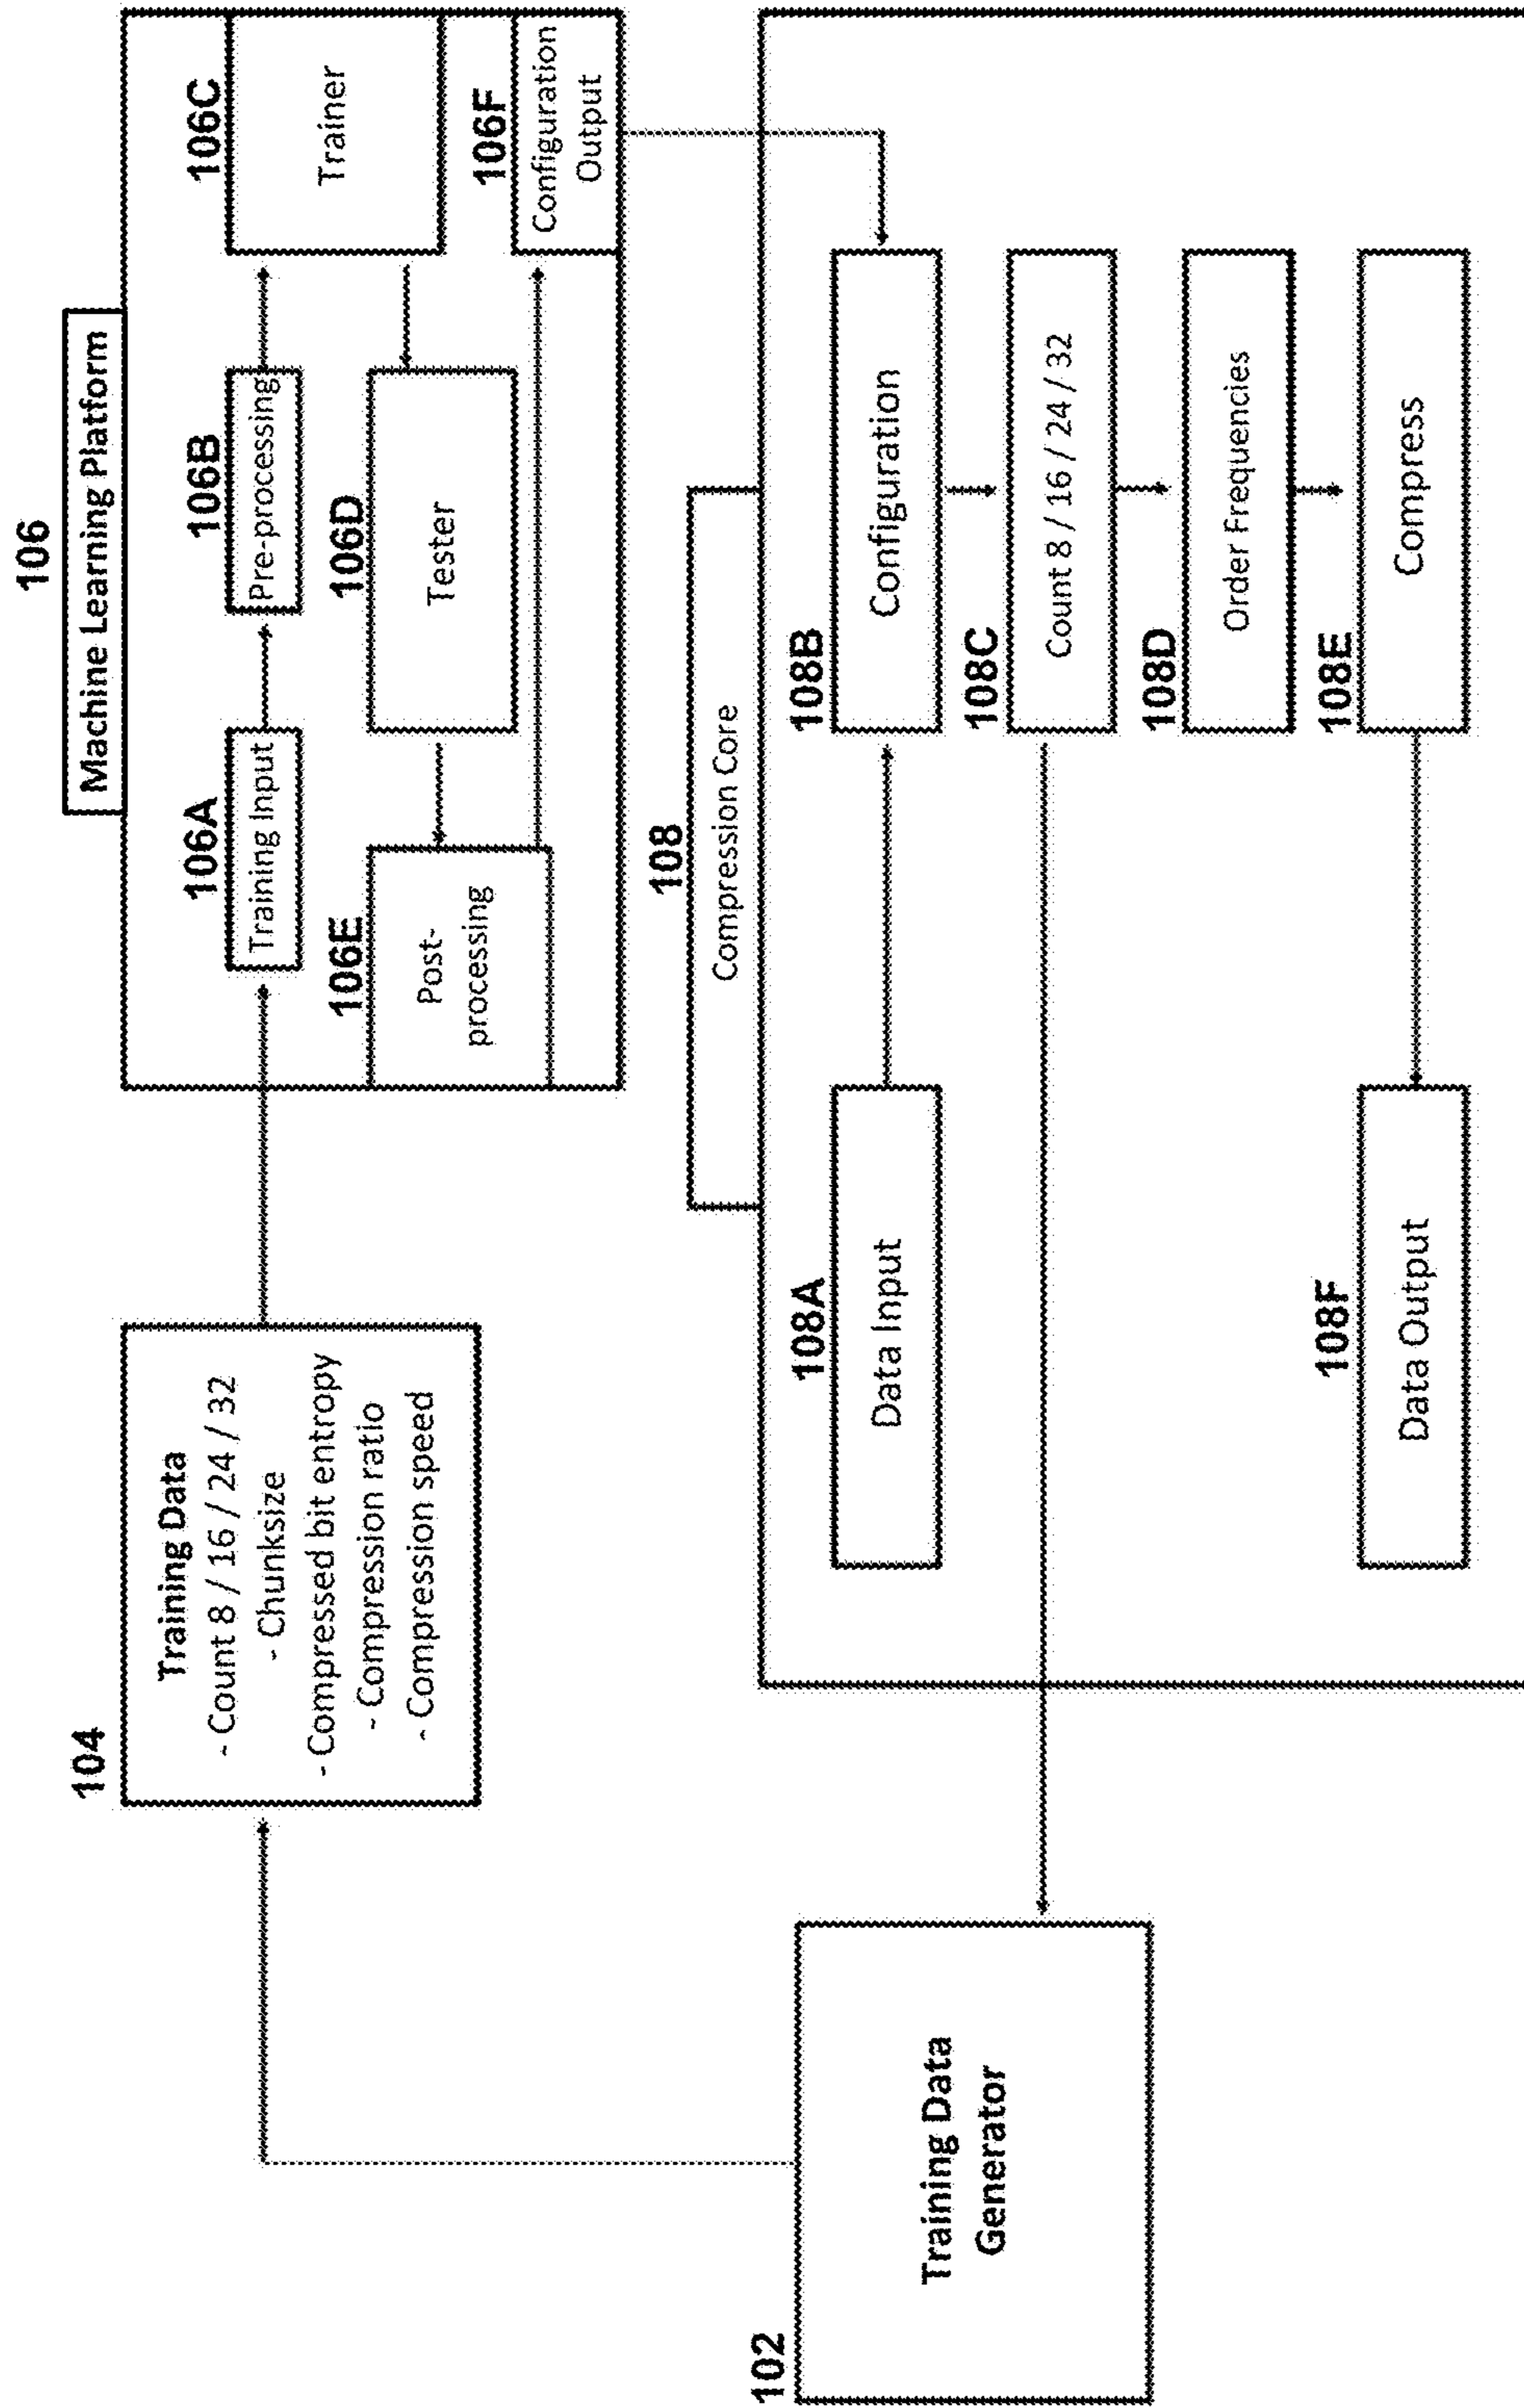 106
Machine Learning Platform
104
Training Data
- Count 8 / 16 / 24 / 32
- Chunksize
- Compressed bit entropy
- Compression ratio
- Compression speed
106A
Training Input
106B
Pre-processing
106C
Trainer
106E
Post-
processing
106D
Tester
106F
Configuration
Output
108
Compression Core
102
Training Data
Generator
108A
Data Input
108B
Configuration
108C
Count 8 / 16 / 24 / 32
108D
Order Frequencies
108F
Data Output
108E
Compress